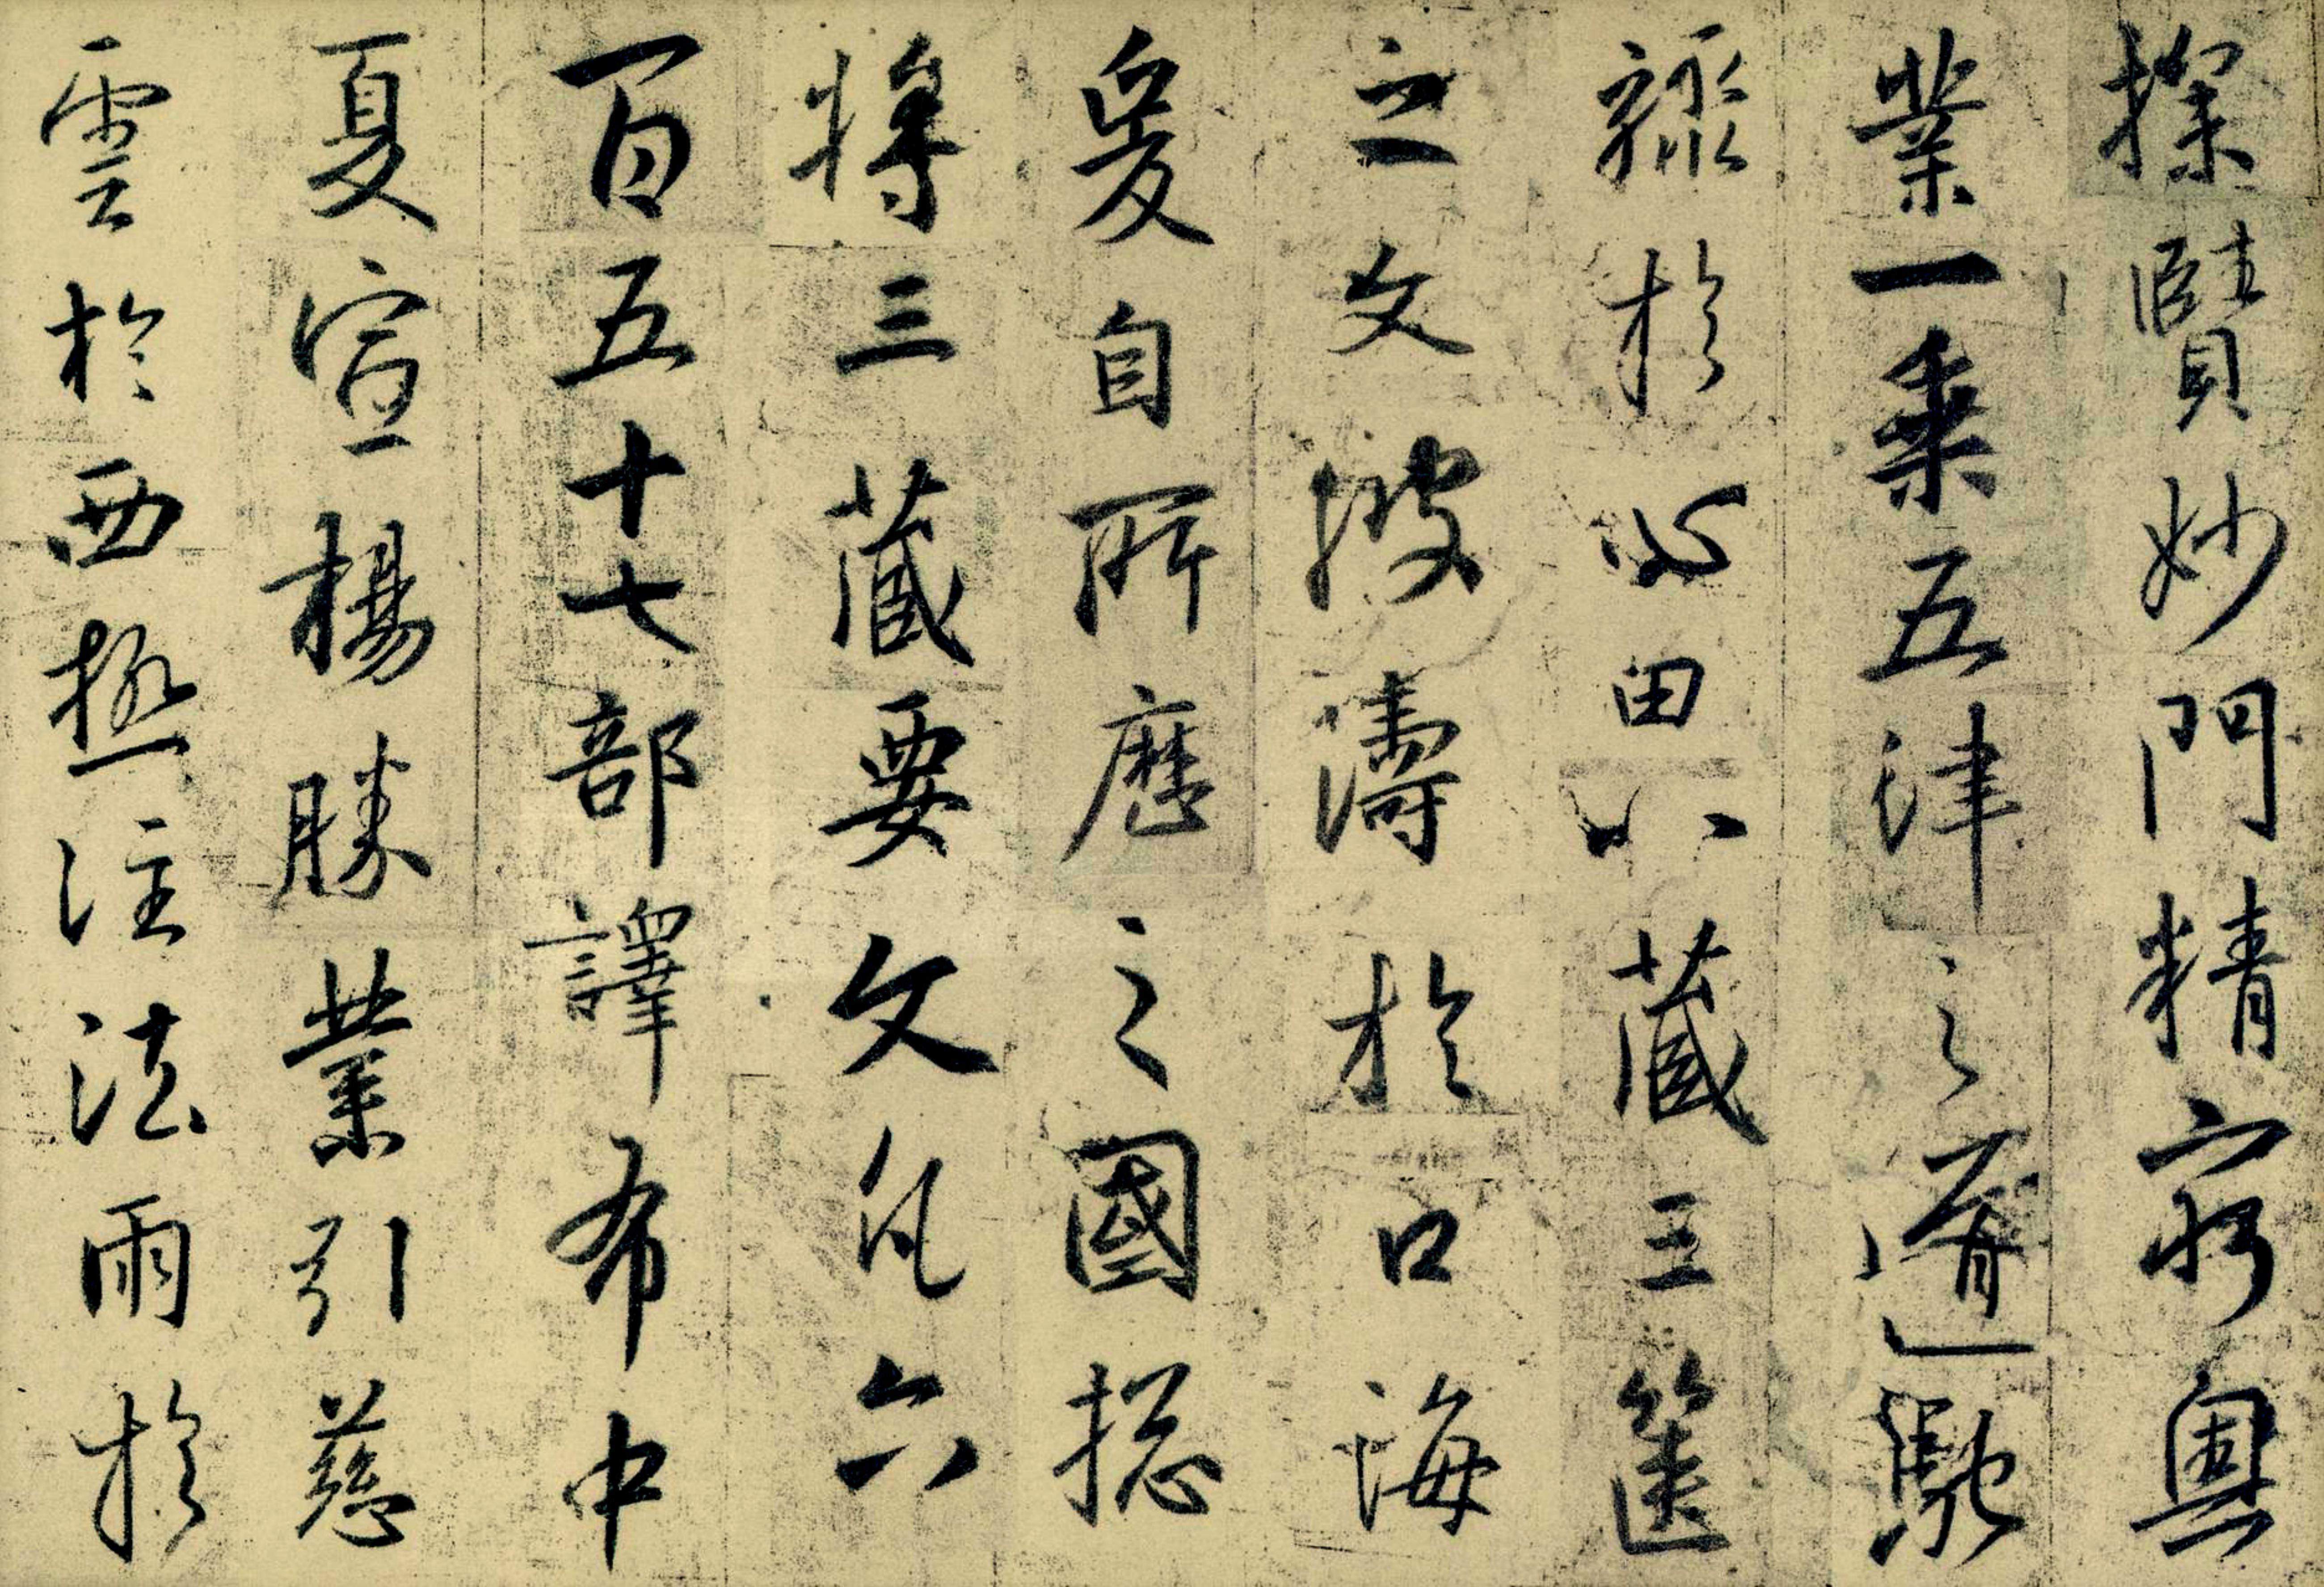 探賾妙門精窮奧
業一乘五律之道馳
驟於心田八藏三篋
之文波濤於口海
爰自所歷之國揔
將三藏要文凡六
百五十七部譯布中
夏宣揚勝業引慈
雲於西極注法雨於